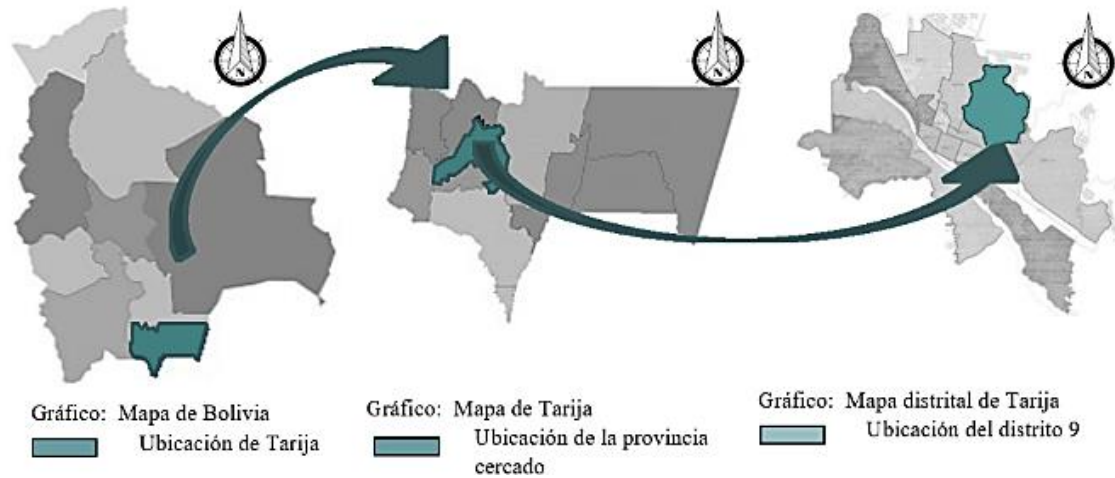 N
N
N
Gráfico: Mapa de Bolivia
Ubicación de Tarija
Gráfico: Mapa de Tarija
Ubicación de la provincia
cercado
Gráfico: Mapa distrital de Tarija
Ubicación del distrito 9